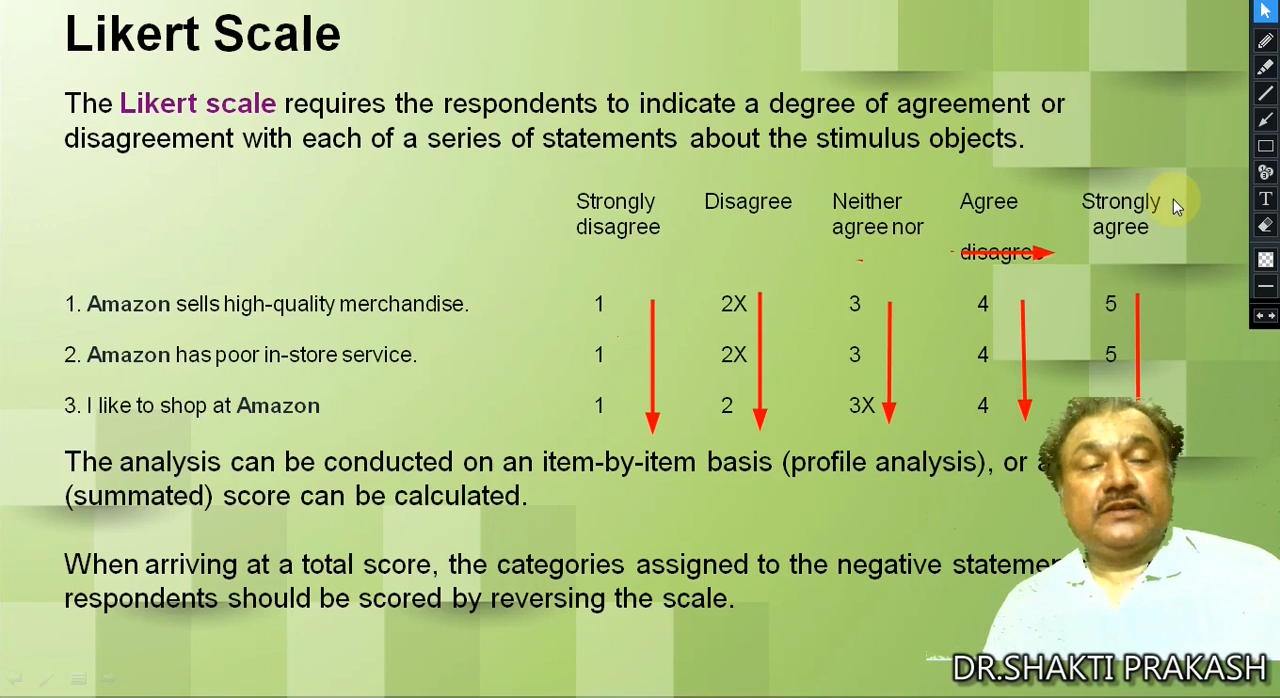 Likert Scale
The Likert scale requires the respondents to indicate a degree of agreement or
disagreement with each of a series of statements about the stimulus objects.
Strongly Disagree Neither Agree Strongly
disagree agree nor agree
disagree
1. Amazon sells high-quality merchandise. 1 2X 3 4 5
2. Amazon has poor in-store service. 1 2X 3 4 5
3. I like to shop at Amazon 1 2 3X 4
The analysis can be conducted on an item-by-item basis (profile analysis), or
(summated) score can be calculated.
When arriving at a total score, the categories assigned to the negative
respondents should be scored by reversing the scale.
DR.SHAKTI PRAKASH
T